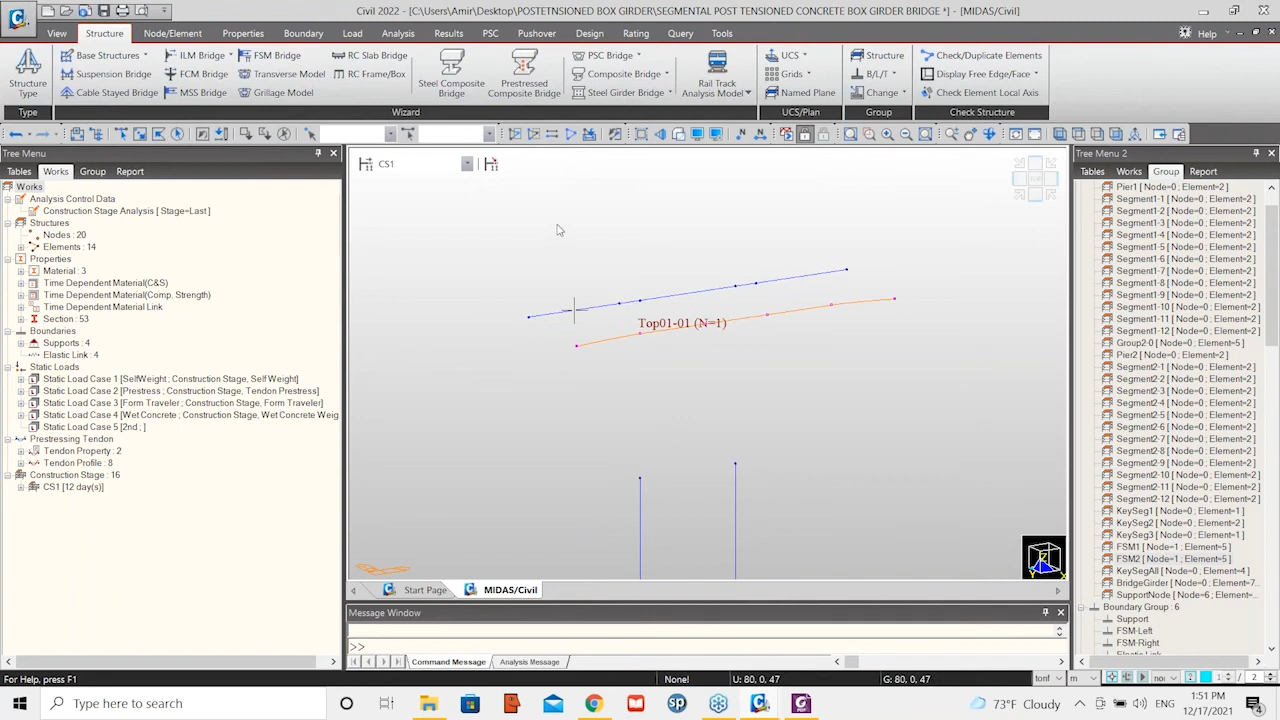 Civil 2022 - [C:\Users\Amir\Desktop\POSTETNSIONED BOX GIRDER\SEGMENTAL POST TENSIONED CONCRETE BOX GIRDER BRIDGE *] - [MIDAS/Civil]
View Structure Node/Element Properties Boundary Load Analysis Results PSC Pushover Design Rating Query Tools Help
Base Structures ILM Bridge FSM Bridge RC Slab Bridge PSC Bridge UCS Structure Check/Duplicate Elements
Suspension Bridge FCM Bridge Transverse Model RC Frame/Box Composite Bridge Grids B/L/T Display Free Edge/Face
Cable Stayed Bridge MSS Bridge Grillage Model Steel Girder Bridge Named Plane Change Check Element Local Axis
Structure Type
Steel Composite Bridge
Prestressed Composite Bridge
Rail Track Analysis Model
Type Wizard UCS/Plan Group Check Structure
Tree Menu
Tables Works Group Report
Works
Analysis Control Data
Construction Stage Analysis [ Stage=Last ]
Structures
Nodes : 20
Elements : 14
Properties
Material : 3
Time Dependent Material(C&S)
Time Dependent Material(Comp. Strength)
Time Dependent Material Link
Section : 53
Boundaries
Supports : 4
Elastic Link : 4
Static Loads
Static Load Case 1 [SelfWeight ; Construction Stage, Self Weight]
Static Load Case 2 [Prestress ; Construction Stage, Tendon Prestress]
Static Load Case 3 [Form Traveler ; Construction Stage, Form Traveler]
Static Load Case 4 [Wet Concrete ; Construction Stage, Wet Concrete Weig
Static Load Case 5 [2nd ; ]
Prestressing Tendon
Tendon Property : 2
Tendon Profile : 8
Construction Stage : 16
CS1 [12 day(s)]
CS1
Top01-01 (N=1)
Start Page MIDAS/Civil
Message Window
>>
Command Message Analysis Message
Tree Menu 2
Tables Works Group Report
Pier1 [ Node=0 ; Element=2 ]
Segment1-1 [ Node=0 ; Element=2 ]
Segment1-2 [ Node=0 ; Element=2 ]
Segment1-3 [ Node=0 ; Element=2 ]
Segment1-4 [ Node=0 ; Element=2 ]
Segment1-5 [ Node=0 ; Element=2 ]
Segment1-6 [ Node=0 ; Element=2 ]
Segment1-7 [ Node=0 ; Element=2 ]
Segment1-8 [ Node=0 ; Element=2 ]
Segment1-9 [ Node=0 ; Element=2 ]
Segment1-10 [ Node=0 ; Element=2 ]
Segment1-11 [ Node=0 ; Element=2 ]
Segment1-12 [ Node=0 ; Element=2 ]
Group2-0 [ Node=0 ; Element=5 ]
Pier2 [ Node=0 ; Element=2 ]
Segment2-1 [ Node=0 ; Element=2 ]
Segment2-2 [ Node=0 ; Element=2 ]
Segment2-3 [ Node=0 ; Element=2 ]
Segment2-4 [ Node=0 ; Element=2 ]
Segment2-5 [ Node=0 ; Element=2 ]
Segment2-6 [ Node=0 ; Element=2 ]
Segment2-7 [ Node=0 ; Element=2 ]
Segment2-8 [ Node=0 ; Element=2 ]
Segment2-9 [ Node=0 ; Element=2 ]
Segment2-10 [ Node=0 ; Element=2 ]
Segment2-11 [ Node=0 ; Element=2 ]
Segment2-12 [ Node=0 ; Element=2 ]
KeySeg1 [ Node=0 ; Element=1 ]
KeySeg2 [ Node=0 ; Element=2 ]
KeySeg3 [ Node=0 ; Element=1 ]
FSM1 [ Node=1 ; Element=5 ]
FSM2 [ Node=1 ; Element=5 ]
KeySegAll [ Node=0 ; Element=4 ]
BridgeGirder [ Node=0 ; Element=7...
SupportNode [ Node=6 ; Element=...
Boundary Group : 6
Support
FSM-Left
FSM-Right
For Help, press F1 None! U: 80, 0, 47 G: 80, 0, 47 tonf m non 1 / 2
Type here to search 73°F Cloudy ENG 1:51 PM 12/17/2021